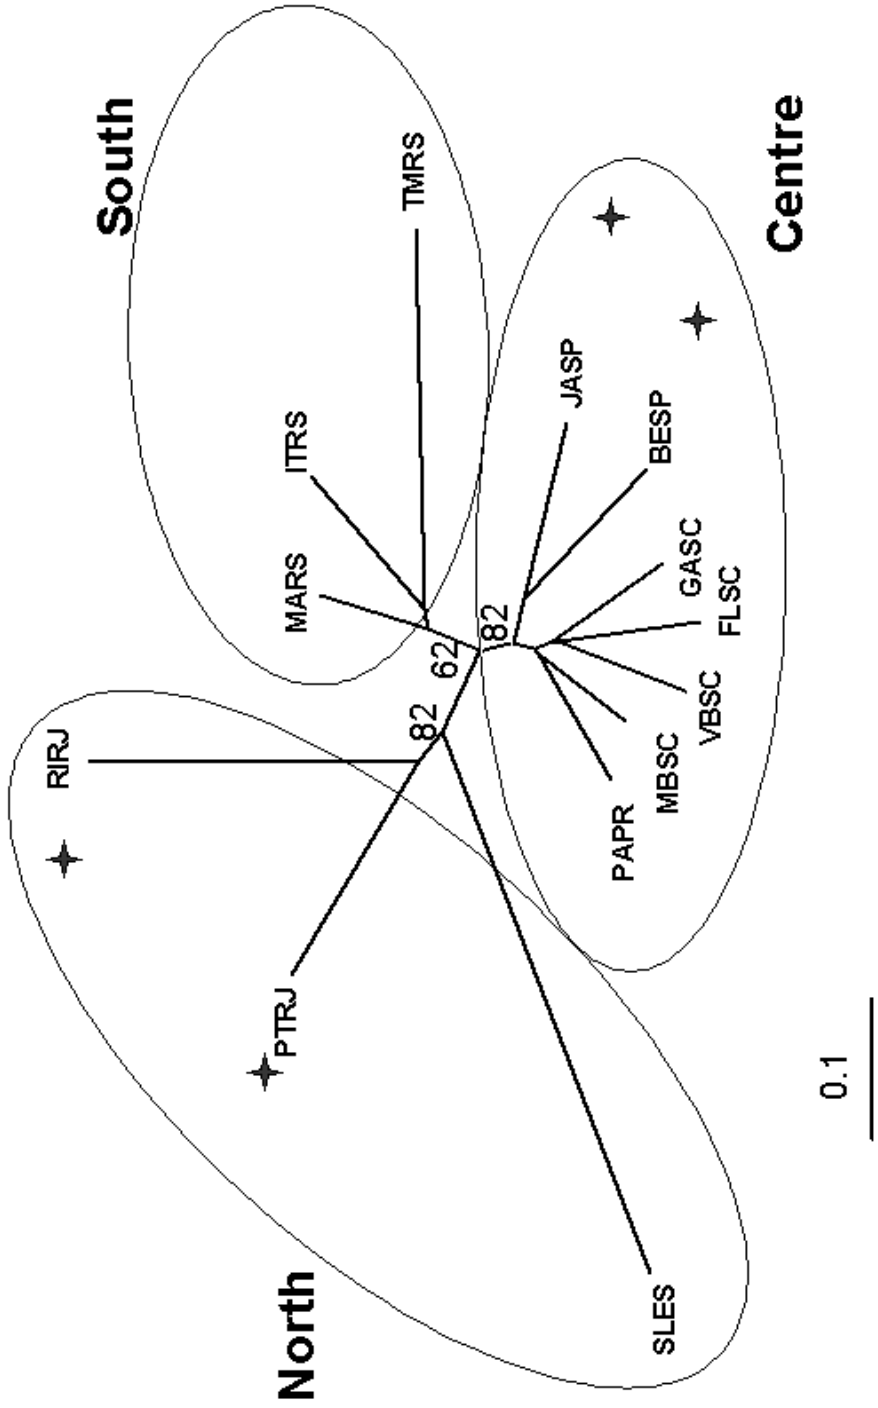 North
South
Centre
SLES
PTRJ
RIRJ
82
MARS
ITRS
TMRS
62
82
PAPR
MBSC
VBSC
FLSC
GASC
BESP
JASP
0.1